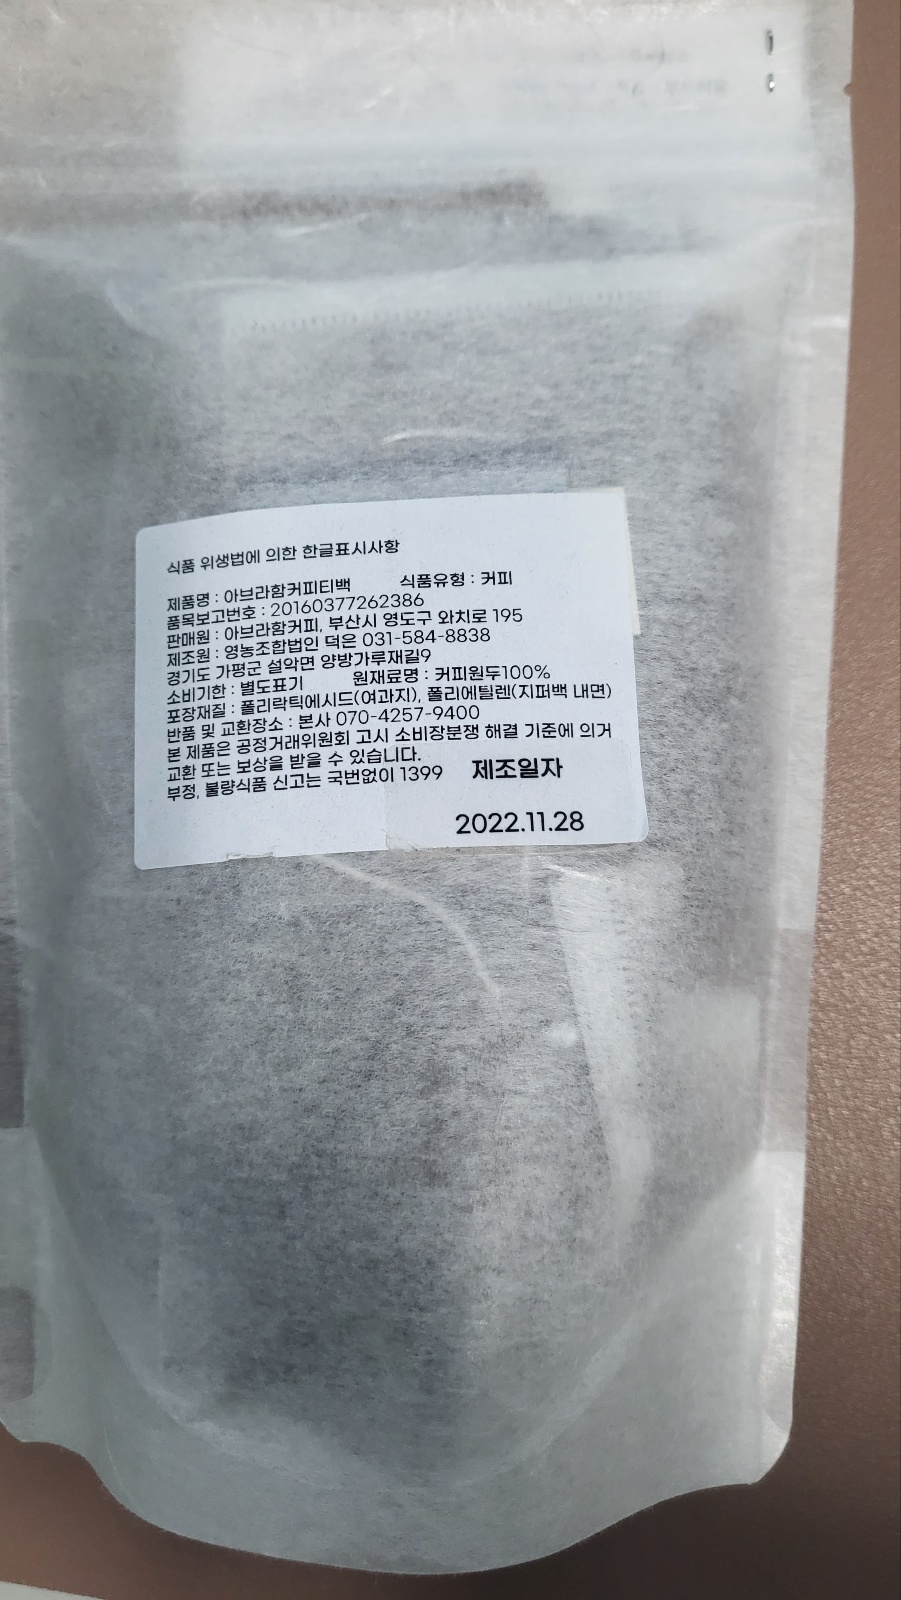 식품 위생법에 의한 한글표시사항
제품명 : 아브라함커피티백 식품유형 : 커피
품목보고번호 : 20160377262386
판매원 : 아브라함커피, 부산시 영도구 와치로 195
제조원 : 영농조합법인 덕은 031-584-8838
경기도 가평군 설악면 양방가루재길9
소비기한 : 별도표기 원재료명 : 커피원두100%
포장재질 : 폴리락틱에시드(여과지), 폴리에틸렌(지퍼백 내면)
반품 및 교환장소 : 본사 070-4257-9400
본 제품은 공정거래위원회 고시 소비장분쟁 해결 기준에 의거
교환 또는 보상을 받을 수 있습니다.
부정, 불량식품 신고는 국번없이 1399 제조일자
2022.11.28